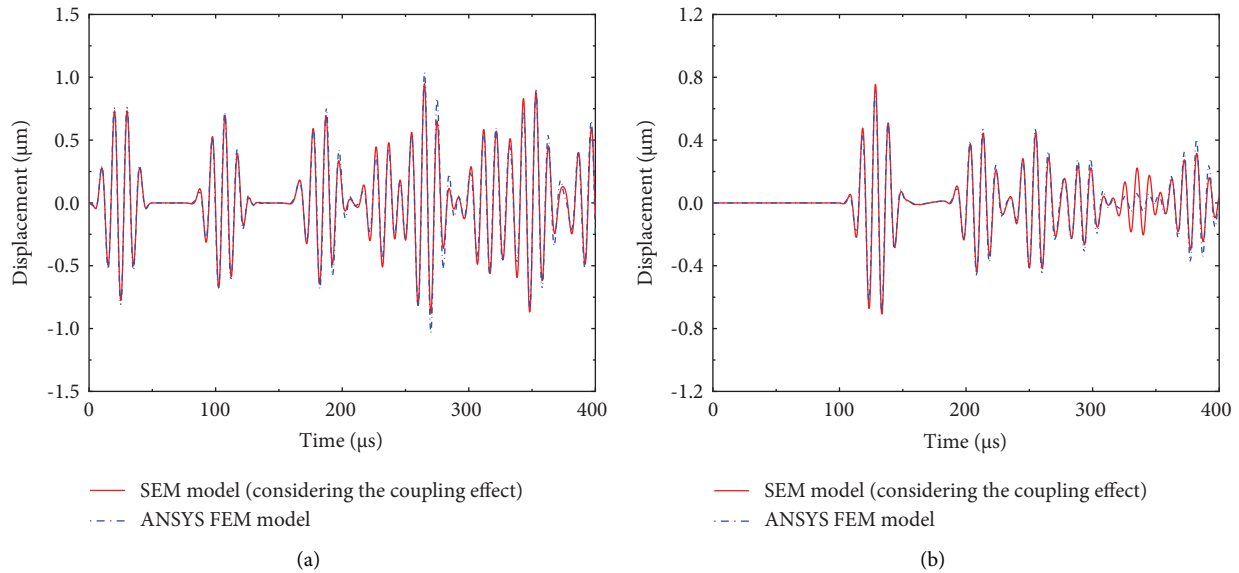 1.5
1.0
0.5
0.0
-0.5
-1.0
-1.5
Displacement (μm)
0 100 200 300 400
Time (μs)
SEM model (considering the coupling effect)
ANSYS FEM model
(a)
1.2
0.8
0.4
0.0
-0.4
-0.8
-1.2
Displacement (μm)
0 100 200 300 400
Time (μs)
SEM model (considering the coupling effect)
ANSYS FEM model
(b)